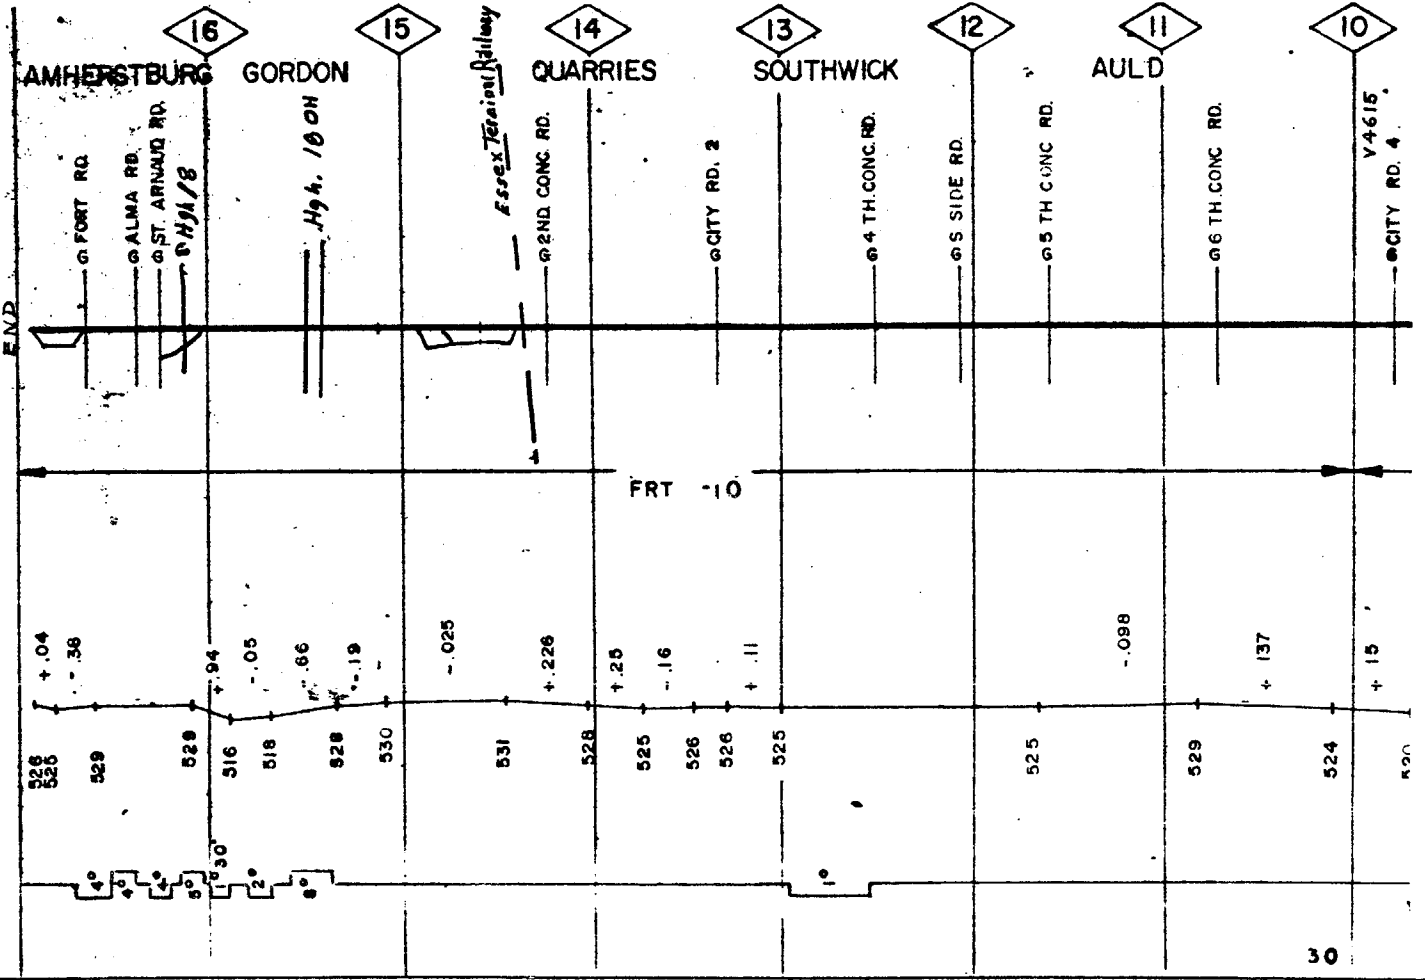 16 15 14 13 12 11 10
AMHERSTBURG GORDON QUARRIES SOUTHWICK AULD
FORT RD.
ALMA RD.
ST. ARNAUD RD.
Hgh 18
Hgh. 18 OH
Essex Terminal Railway
2ND. CONC. RD.
CITY RD. 2
4 TH. CONC. RD.
S SIDE RD.
5 TH CONC RD.
6 TH. CONC RD.
V4615
CITY RD. 4
END
FRT -10
+.04
-.38
+.94
-.05
-.66
-.19
-.025
+.226
+.25
-.16
+.11
-.098
+.137
+.15
526
525
529
529
516
518
528
530
531
528
525
526
526
525
525
529
524
520
4°
4°
4°
5°
1°30'
2°
8°
1°
30